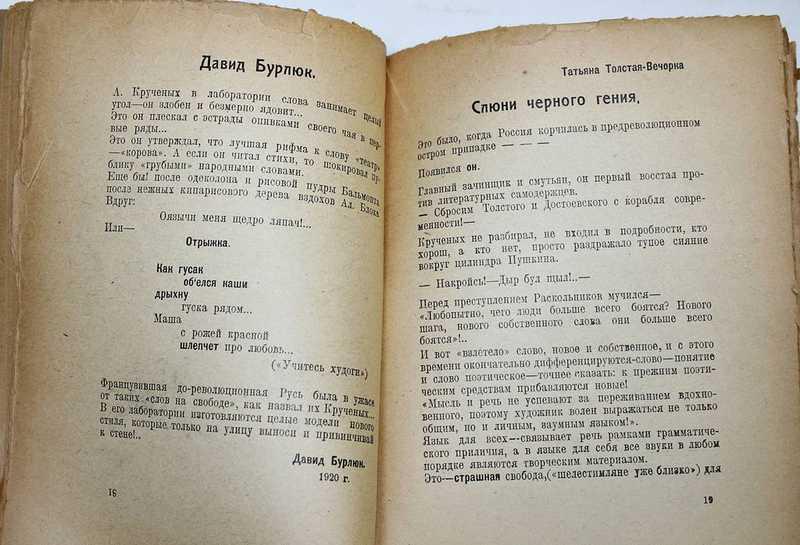 Давид Бурлюк.
А. Крученых в лаборатории слова занимает целый
угол—он злобен и безмерно ядовит...
Это он плескал с эстрады опивками своего чая в пер-
вые ряды...
Это он утверждал, что лучшая рифма к слову «театр»
—«корова». А если он читал стихи, то шокировал пу-
блику «грубыми» народными словами.
Еще бы! после одеколона и рисовой пудры Бальмонта
после нежных кипарисового дерева вздохов Ал. Блока
Вдруг:
Оязычи меня щедро ляпач!...
Или—
Отрыжка.
Как гусак
об'елся каши
дрыхну
гуска рядом...
Маша
с рожей красной
шлепчет про любовь...
(«Учитесь худоги»)
Французившая до-революционная Русь была в ужасе
от таких «слов на свободе», как назвал их Крученых...
В его лаборатории изготовляются целые модели нового
стиля, которые только на улицу выноси и привинчивай
к стене!..
Давид Бурлюк.
1920 г.
18
Татьяна Толстая-Вечорка
Слюни черного гения,
Это было, когда Россия корчилась в предреволюционном
остром припадке — — —
Появился он.
Главный зачинщик и смутьян, он первый восстал про-
тив литературных самодержцев.
— Сбросим Толстого и Достоевского с корабля совре-
менности!—
Крученых не разбирал, не входил в подробности, кто
хорош, а кто нет, просто раздражало тупое сияние
вокруг цилиндра Пушкина.
— Накройсь!—Дыр бул щыл!..—
Перед преступлением Раскольников мучился—
«Любопытно, чего люди больше всего боятся? Нового
шага, нового собственного слова они больше всего
боятся»!..
И вот «взлетело» слово, новое и собственное, и с этого
времени окончательно дифференцируются-слово—понятие
и слово поэтическое—точнее сказать: к прежним поэти-
ческим средствам прибавляются новые!
«Мысль и речь не успевают за переживанием вдохно-
венного, поэтому художник волен выражаться не только
общим, но и личным, заумным языком!».
Язык для всех—связывает речь рамками грамматиче-
ского приличия, а в языке для себя все звуки в любом
порядке являются творческим материалом.
Это—страшная свобода,(«шелестимляне уже близко») для
19